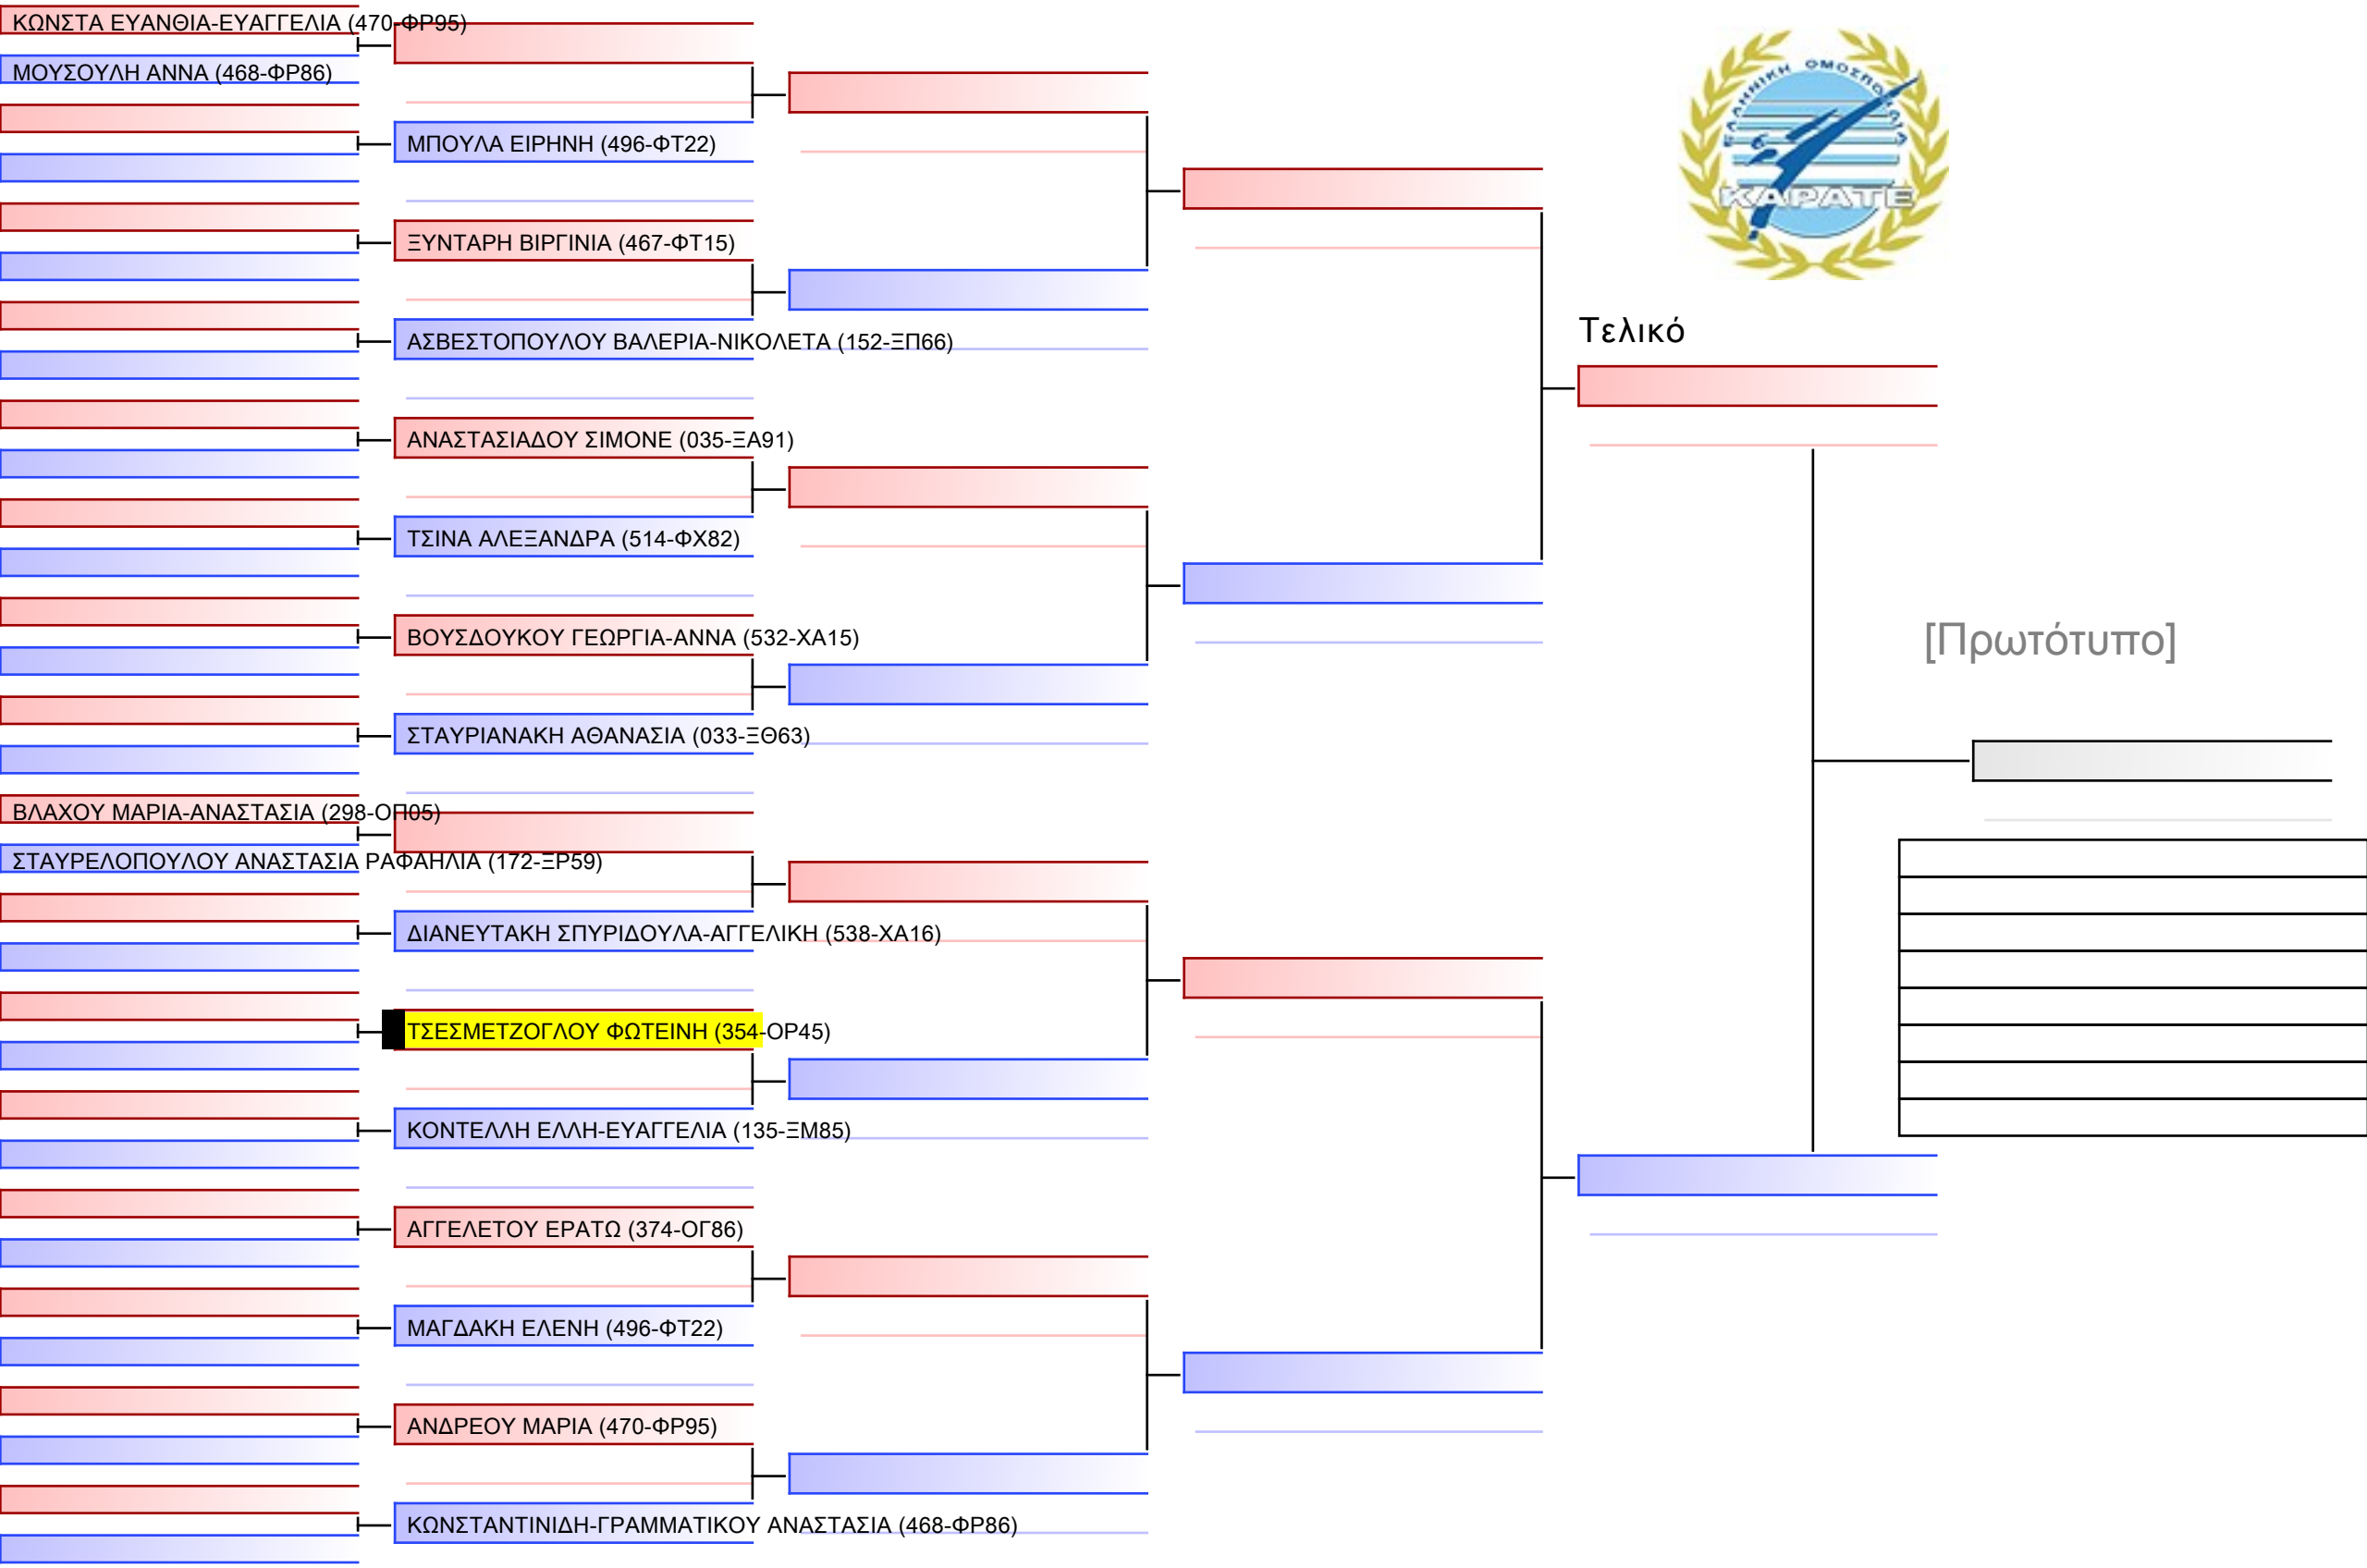 ΚΩΝΣΤΑ ΕΥΑΝΘΙΑ-ΕΥΑΓΓΕΛΙΑ (470-ΦΡ95)
ΜΟΥΣΟΥΛΗ ΑΝΝΑ (468-ΦΡ86)
ΜΠΟΥΛΑ ΕΙΡΗΝΗ (496-ΦΤ22)
ΞΥΝΤΑΡΗ ΒΙΡΓΙΝΙΑ (467-ΦΤ15)
ΑΣΒΕΣΤΟΠΟΥΛΟΥ ΒΑΛΕΡΙΑ-ΝΙΚΟΛΕΤΑ (152-ΞΠ66)
ΑΝΑΣΤΑΣΙΑΔΟΥ ΣΙΜΟΝΕ (035-ΞΑ91)
ΤΣΙΝΑ ΑΛΕΞΑΝΔΡΑ (514-ΦΧ82)
ΒΟΥΣΔΟΥΚΟΥ ΓΕΩΡΓΙΑ-ΑΝΝΑ (532-ΧΑ15)
ΣΤΑΥΡΙΑΝΑΚΗ ΑΘΑΝΑΣΙΑ (033-ΞΘ63)
ΒΛΑΧΟΥ ΜΑΡΙΑ-ΑΝΑΣΤΑΣΙΑ (298-ΟΠ05)
ΣΤΑΥΡΕΛΟΠΟΥΛΟΥ ΑΝΑΣΤΑΣΙΑ ΡΑΦΑΗΛΙΑ (172-ΞΡ59)
ΔΙΑΝΕΥΤΑΚΗ ΣΠΥΡΙΔΟΥΛΑ-ΑΓΓΕΛΙΚΗ (538-ΧΑ16)
ΤΣΕΣΜΕΤΖΟΓΛΟΥ ΦΩΤΕΙΝΗ (354-ΟΡ45)
ΚΟΝΤΕΛΛΗ ΕΛΛΗ-ΕΥΑΓΓΕΛΙΑ (135-ΞΜ85)
ΑΓΓΕΛΕΤΟΥ ΕΡΑΤΩ (374-ΟΓ86)
ΜΑΓΔΑΚΗ ΕΛΕΝΗ (496-ΦΤ22)
ΑΝΔΡΕΟΥ ΜΑΡΙΑ (470-ΦΡ95)
ΚΩΝΣΤΑΝΤΙΝΙΔΗ-ΓΡΑΜΜΑΤΙΚΟΥ ΑΝΑΣΤΑΣΙΑ (468-ΦΡ86)
ΕΛΛΗΝΙΚΗ ΟΜΟΣΠΟΝΔΙΑ
ΚΑΡΑΤΕ
Τελικό
[Πρωτότυπο]